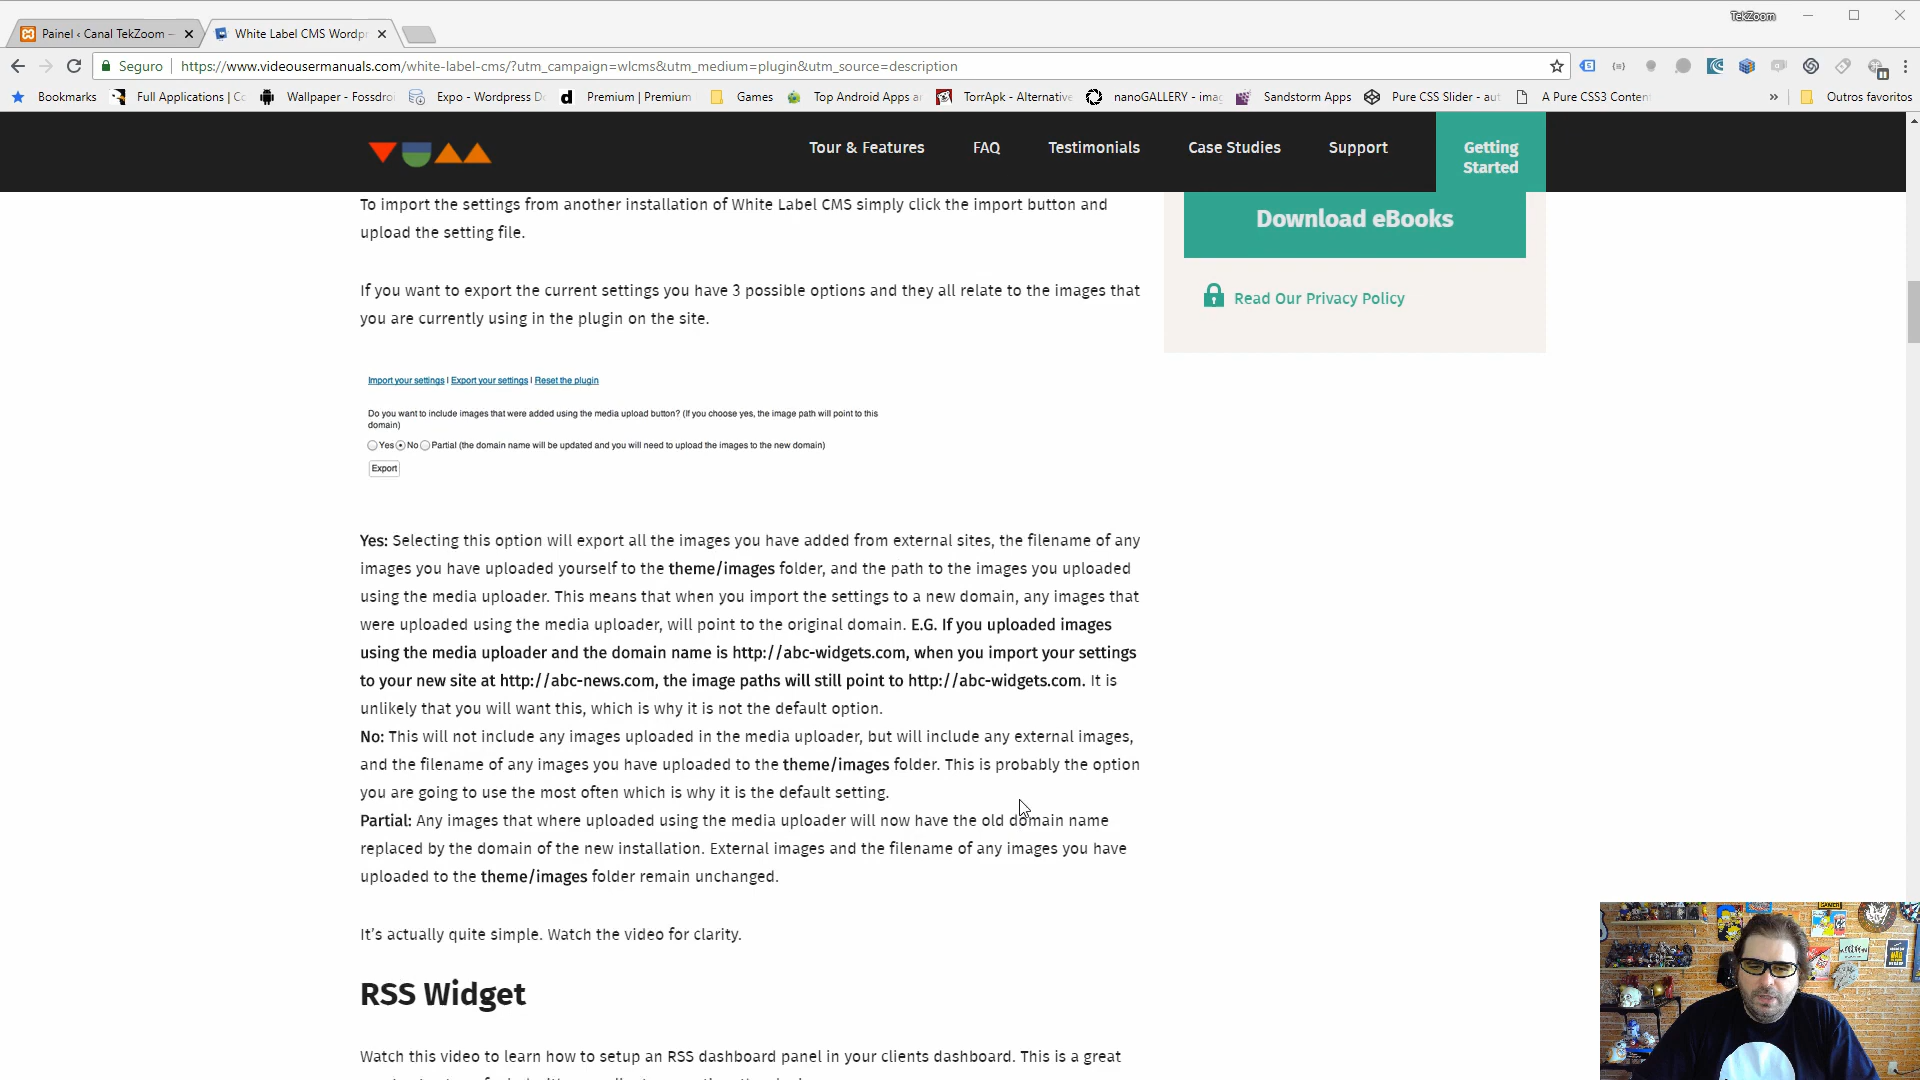 TekZoom
Painel ‹ Canal TekZoom —
White Label CMS Wordpr
Seguro
https://www.videousermanuals.com/white-label-cms/?utm_campaign=wlcms&utm_medium=plugin&utm_source=description
Bookmarks
Full Applications | Cc
Wallpaper - Fossdroi
Expo - Wordpress De
Premium | Premium
Games
Top Android Apps ar
TorrApk - Alternative
nanoGALLERY - imag
Sandstorm Apps
Pure CSS Slider - aut
A Pure CSS3 Conten
»
Outros favoritos
Tour & Features
FAQ
Testimonials
Case Studies
Support
Getting
Started
To import the settings from another installation of White Label CMS simply click the import button and
upload the setting file.
If you want to export the current settings you have 3 possible options and they all relate to the images that
you are currently using in the plugin on the site.
Import your settings | Export your settings | Reset the plugin
Do you want to include images that were added using the media upload button? (If you choose yes, the image path will point to this
domain)
Yes No Partial (the domain name will be updated and you will need to upload the images to the new domain)
Export
Yes: Selecting this option will export all the images you have added from external sites, the filename of any
images you have uploaded yourself to the theme/images folder, and the path to the images you uploaded
using the media uploader. This means that when you import the settings to a new domain, any images that
were uploaded using the media uploader, will point to the original domain. E.G. If you uploaded images
using the media uploader and the domain name is http://abc-widgets.com, when you import your settings
to your new site at http://abc-news.com, the image paths will still point to http://abc-widgets.com. It is
unlikely that you will want this, which is why it is not the default option.
No: This will not include any images uploaded in the media uploader, but will include any external images,
and the filename of any images you have uploaded to the theme/images folder. This is probably the option
you are going to use the most often which is why it is the default setting.
Partial: Any images that where uploaded using the media uploader will now have the old domain name
replaced by the domain of the new installation. External images and the filename of any images you have
uploaded to the theme/images folder remain unchanged.
It's actually quite simple. Watch the video for clarity.
RSS Widget
Watch this video to learn how to setup an RSS dashboard panel in your clients dashboard. This is a great
Download eBooks
Read Our Privacy Policy